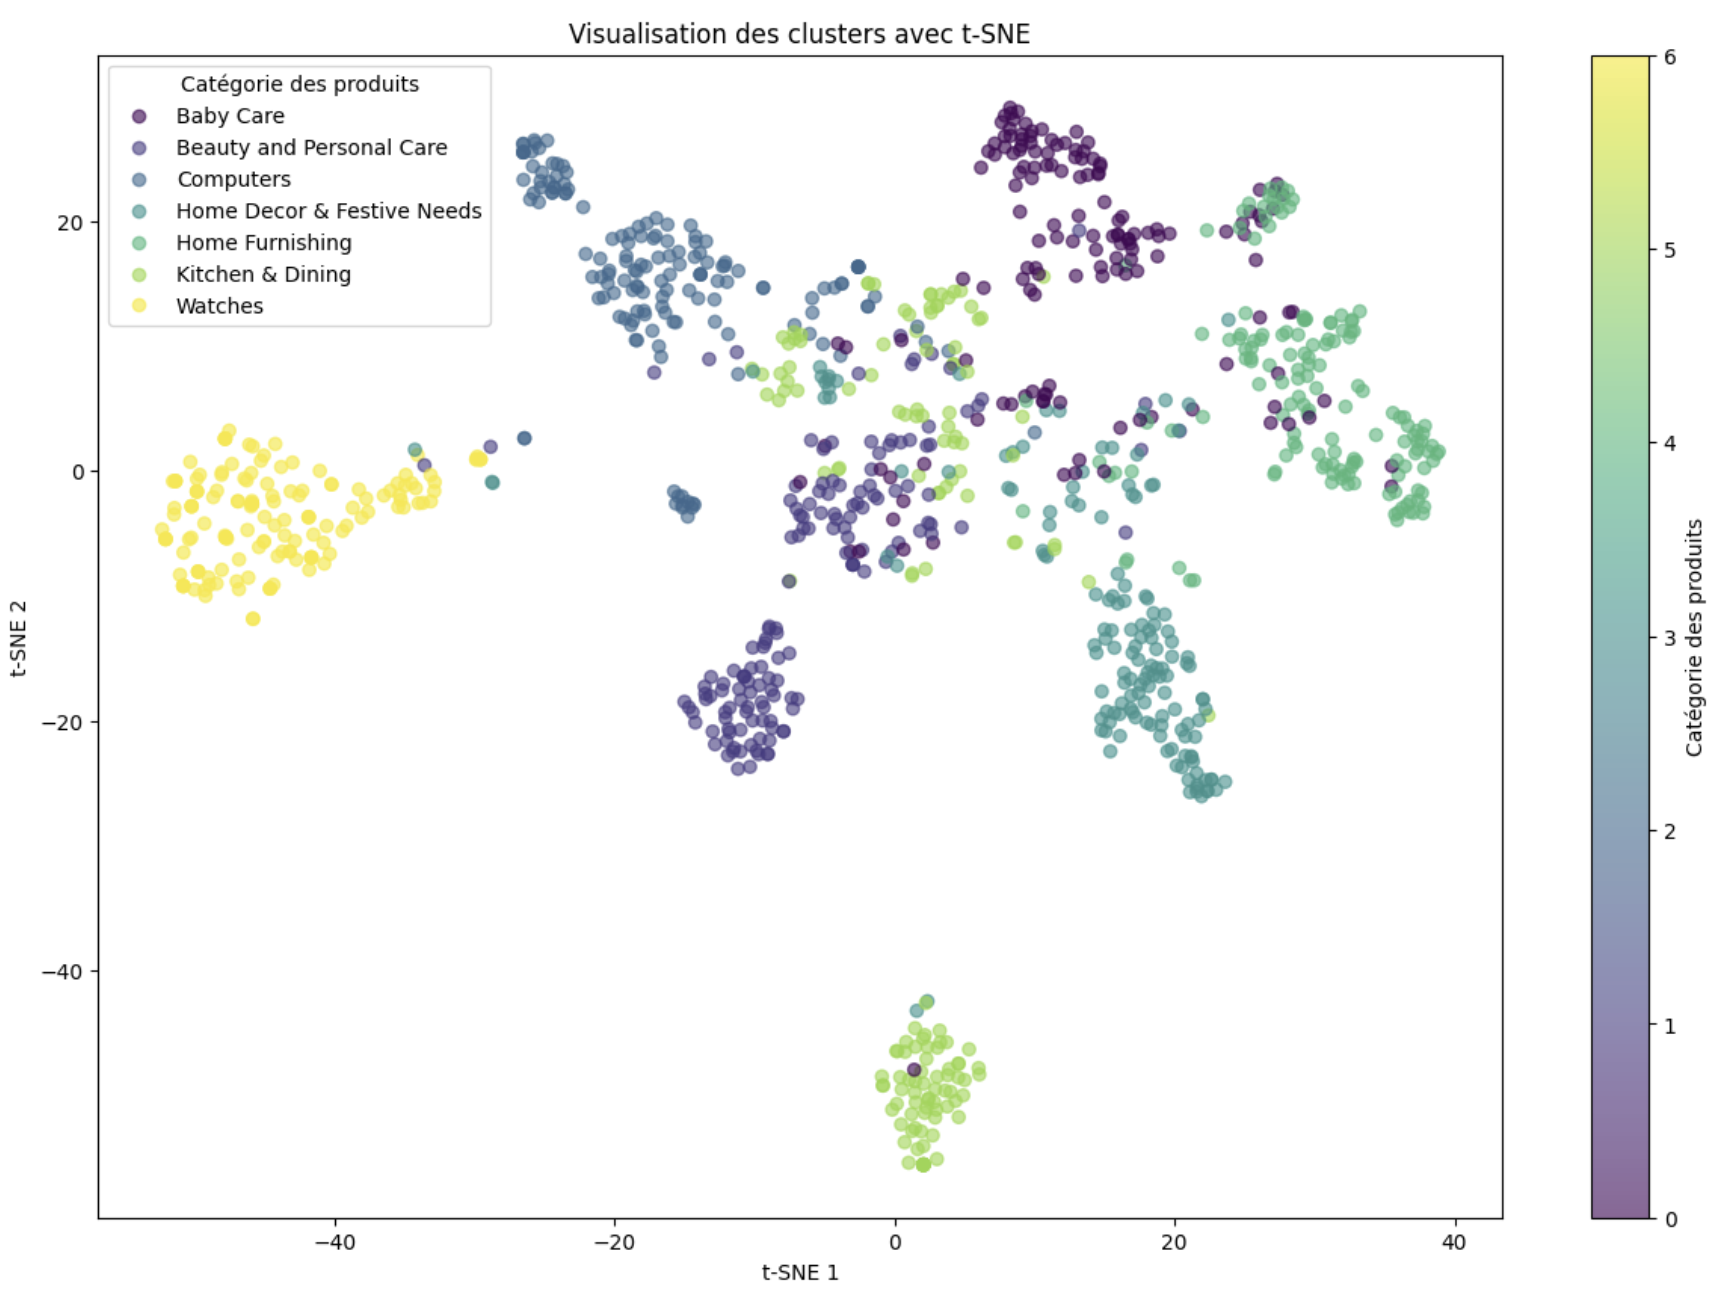 Visualisation des clusters avec t-SNE
Catégorie des produits
Baby Care
Beauty and Personal Care
Computers
Home Decor & Festive Needs
Home Furnishing
Kitchen & Dining
Watches
20
0
−20
−40
t-SNE 2
−40
−20
0
20
40
t-SNE 1
6
5
4
3
2
1
0
Catégorie des produits